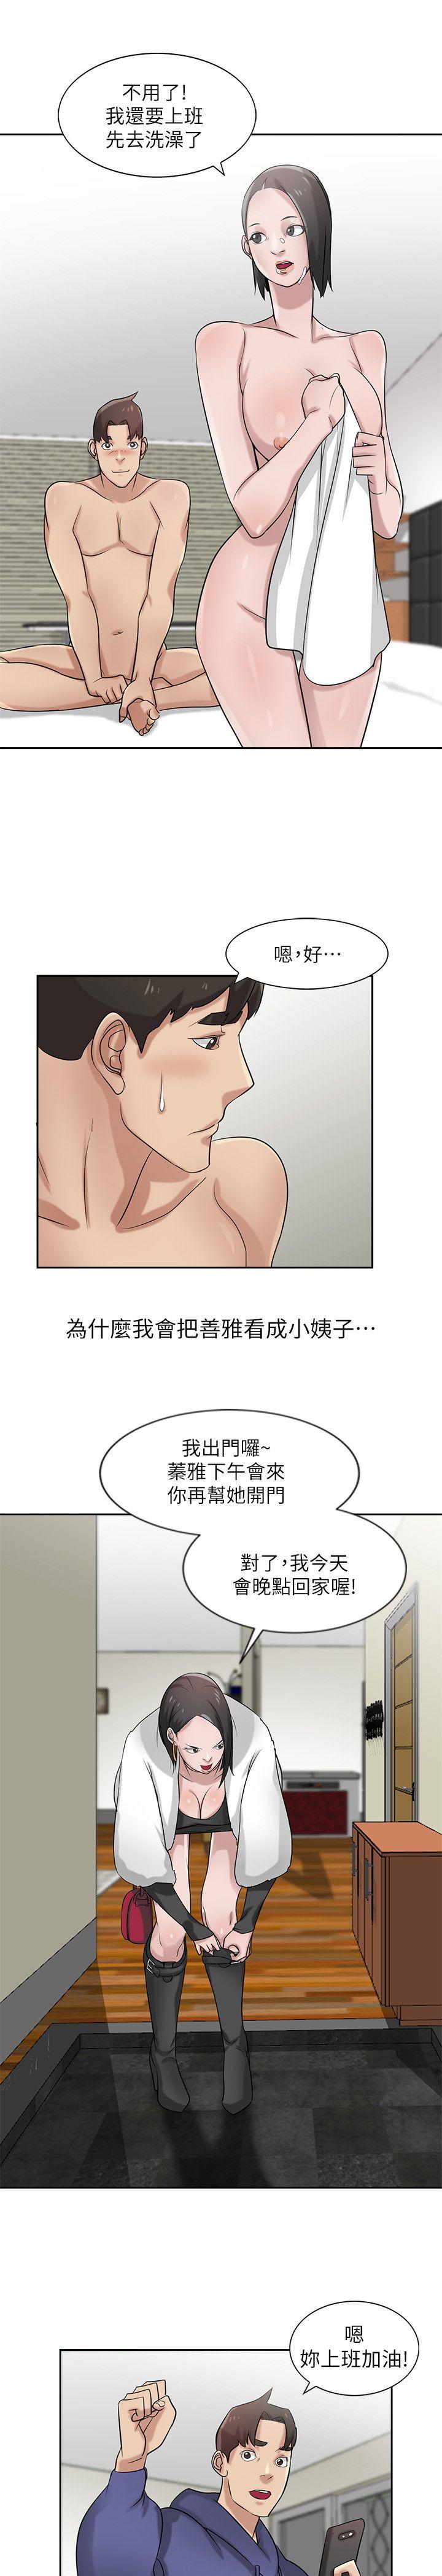 不用了!
我還要上班
先去洗澡了
嗯,好…
為什麼我會把善雅看成小姨子…
我出門囉~
蓁雅下午會來
你再幫她開門
對了,我今天
會晚點回家喔!
嗯
妳上班加油!